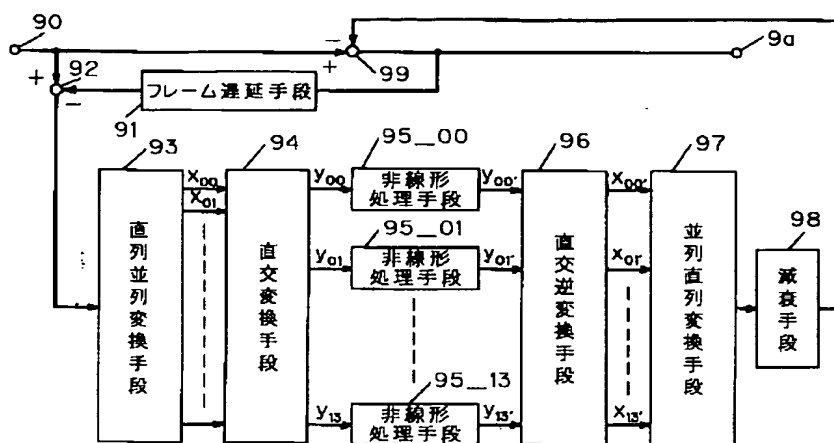 90
92
99
9a
フレーム遅延手段
91
93
94
95_00
96
97
98
直列並列変換手段
X00
X01
直交変換手段
y00
非線形
処理手段
y00'
95_01
y01
非線形
処理手段
y01'
95_13
y13
非線形
処理手段
y13'
直交逆変換手段
X00'
X01'
X13'
並列直列変換手段
減衰手段
+
−
−
+